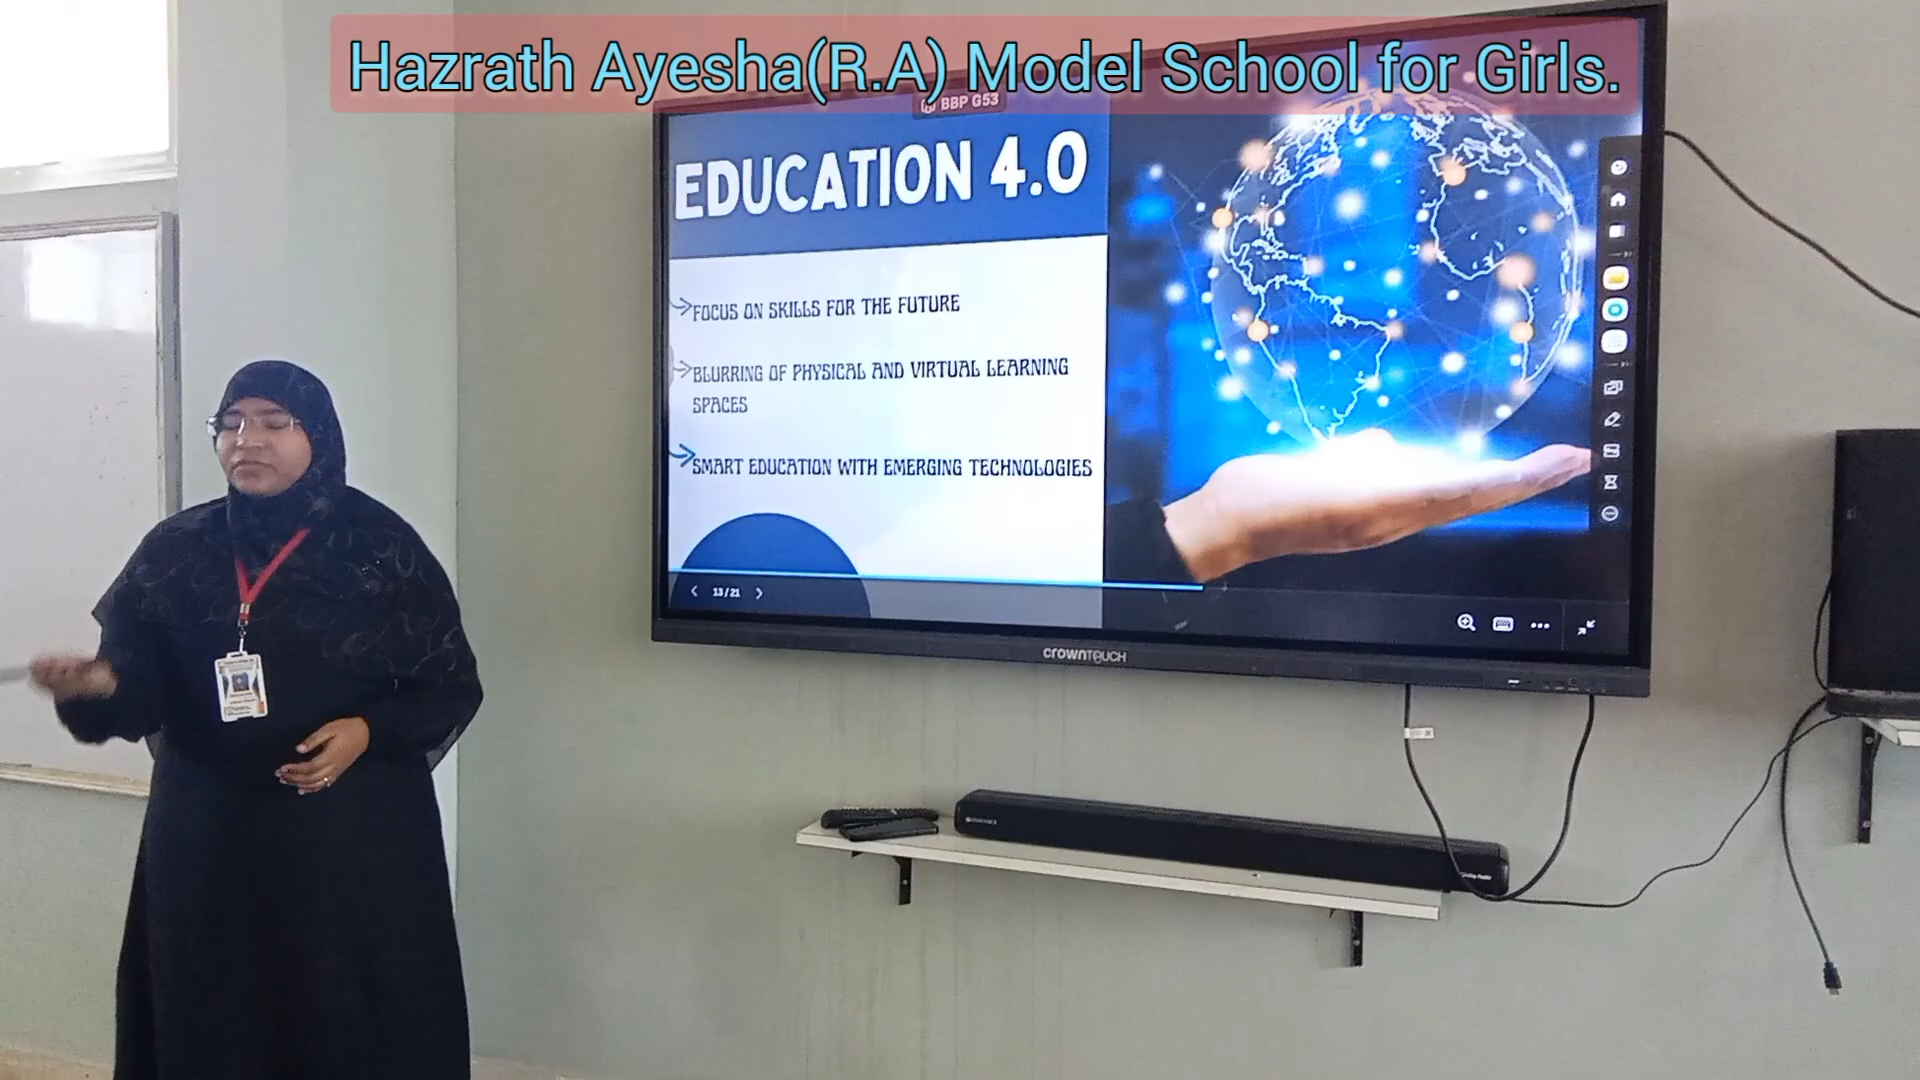 Hazrath Ayesha(R.A) Model School for Girls.
BBP G53
EDUCATION 4.0
FOCUS ON SKILLS FOR THE FUTURE
BLURRING OF PHYSICAL AND VIRTUAL LEARNING
SPACES
SMART EDUCATION WITH EMERGING TECHNOLOGIES
13 / 21
CROWNTOUCH